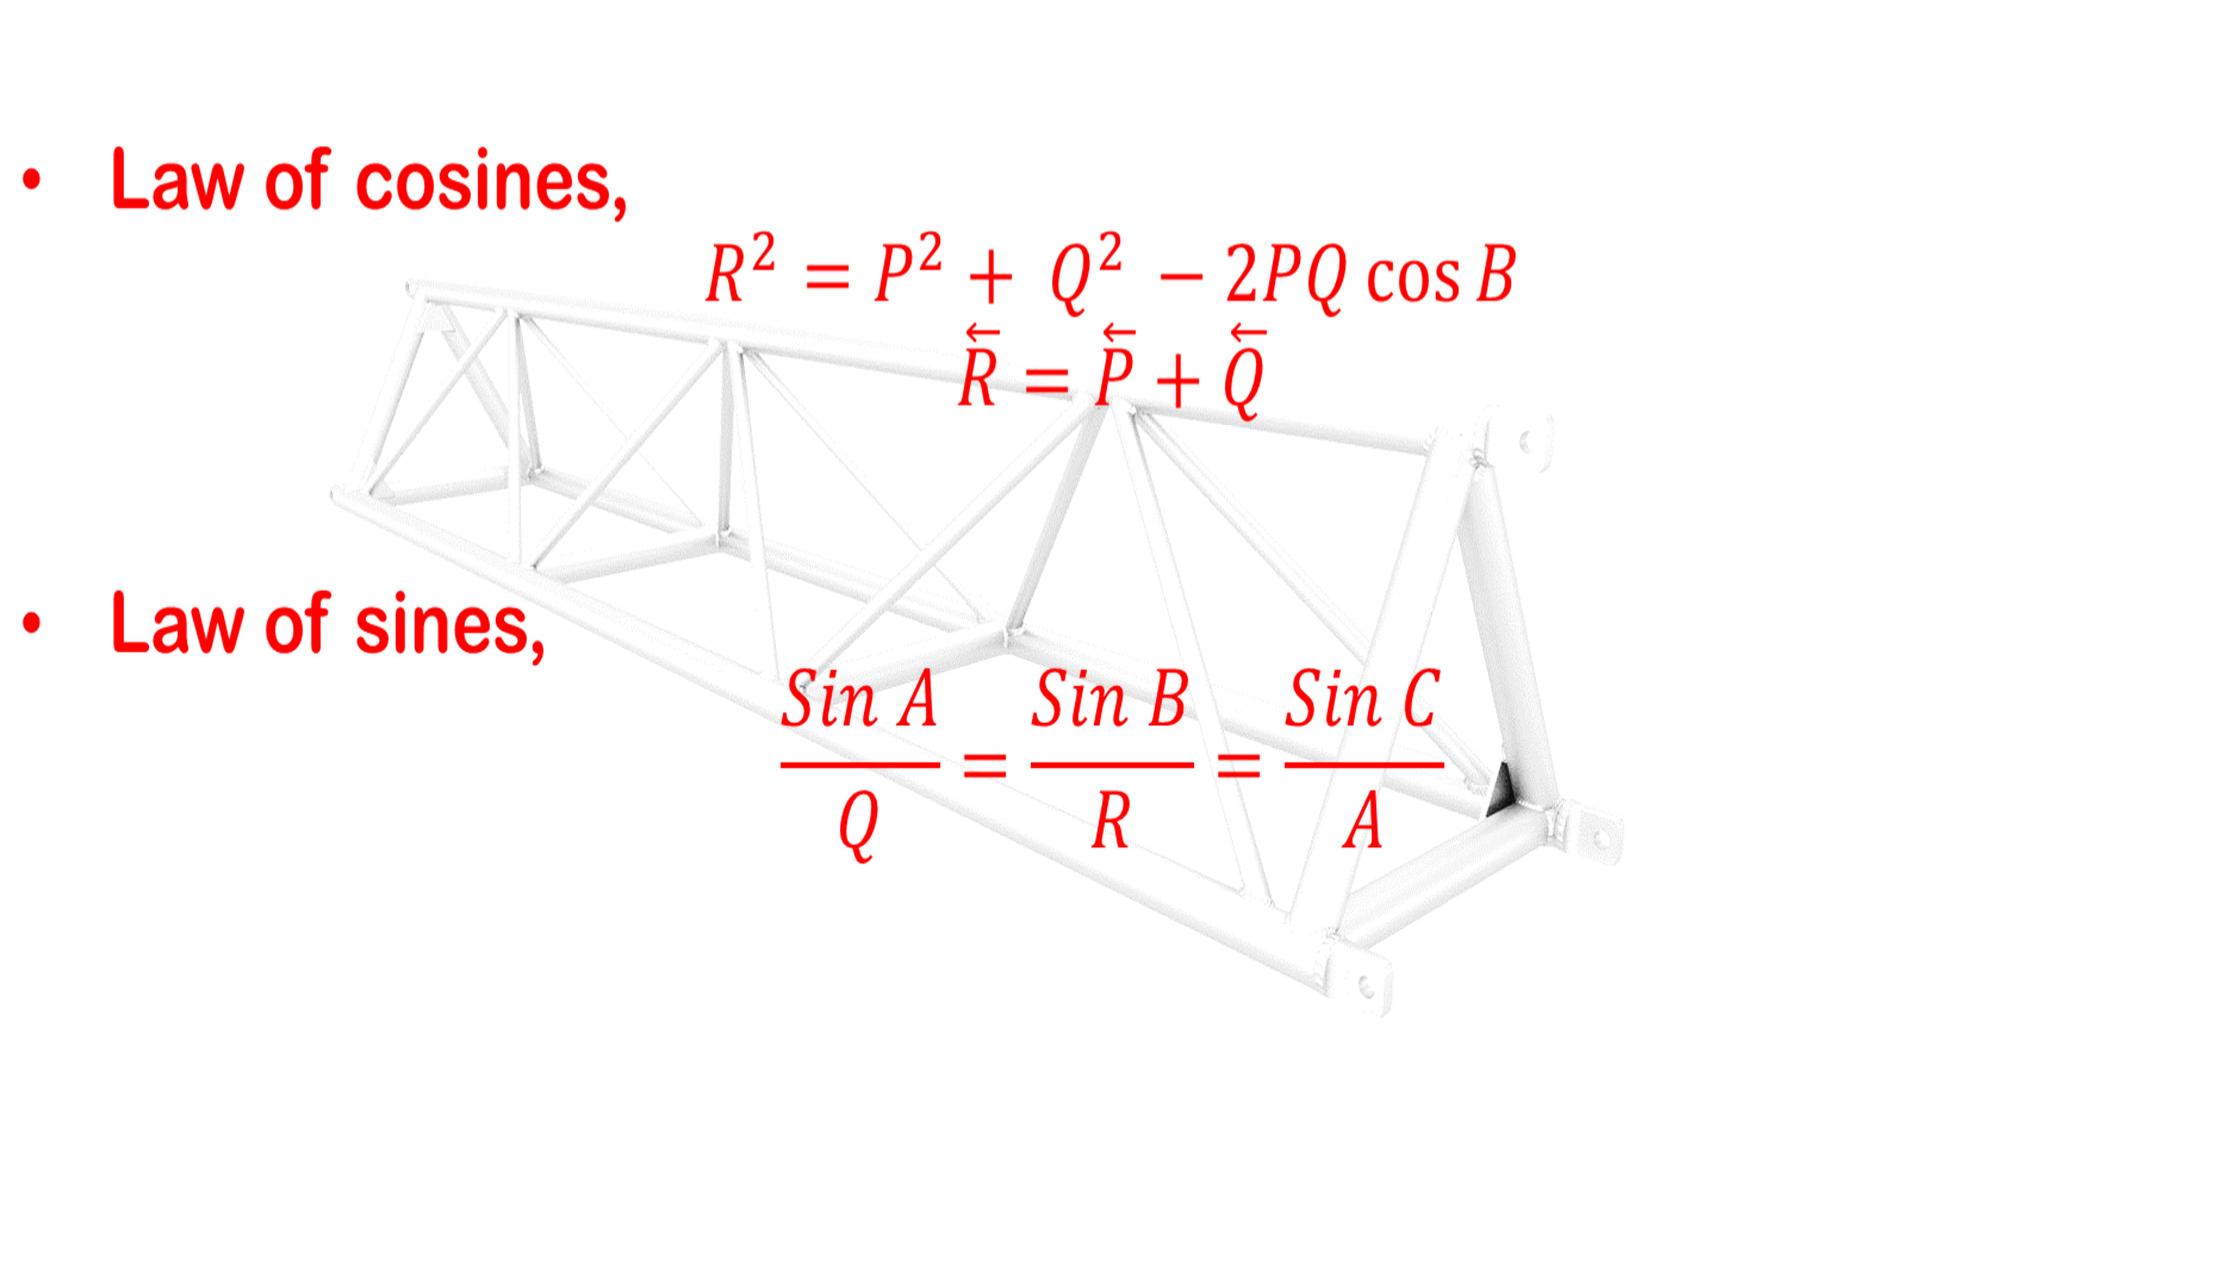 • Law of cosines,
R² = P² + Q² − 2PQ cos B
R⃖ = P⃖ + Q⃖
• Law of sines,
Sin A / Q = Sin B / R = Sin C / A